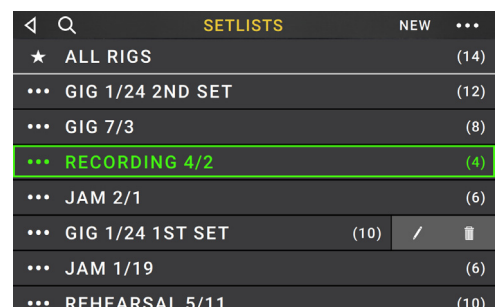 SETLISTS NEW
ALL RIGS (14)
GIG 1/24 2ND SET (12)
GIG 7/3 (8)
RECORDING 4/2 (4)
JAM 2/1 (6)
GIG 1/24 1ST SET (10)
JAM 1/19 (6)
REHEARSAL 5/11 (10)